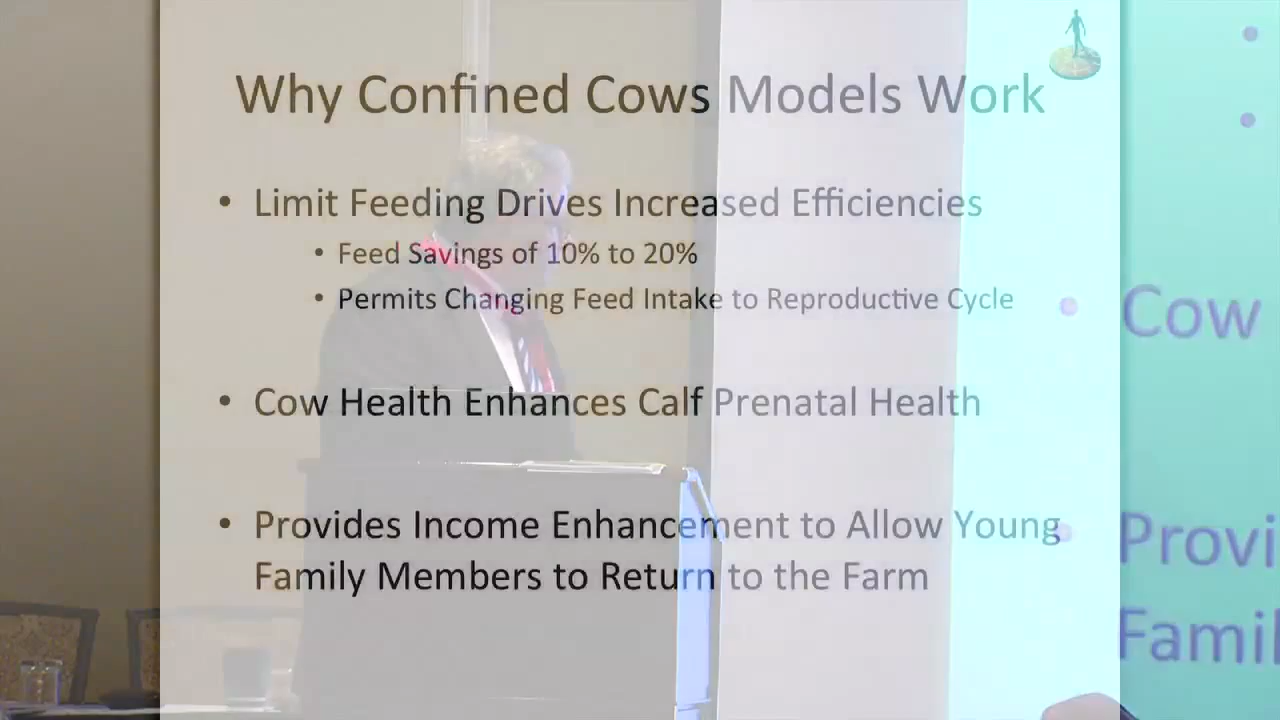 Why Confined Cows Models Work
• Limit Feeding Drives Increased Efficiencies
• Feed Savings of 10% to 20%
• Permits Changing Feed Intake to Reproductive Cycle
• Cow Health Enhances Calf Prenatal Health
• Provides Income Enhancement to Allow Young
Family Members to Return to the Farm
• Cow
• Provi
Famil